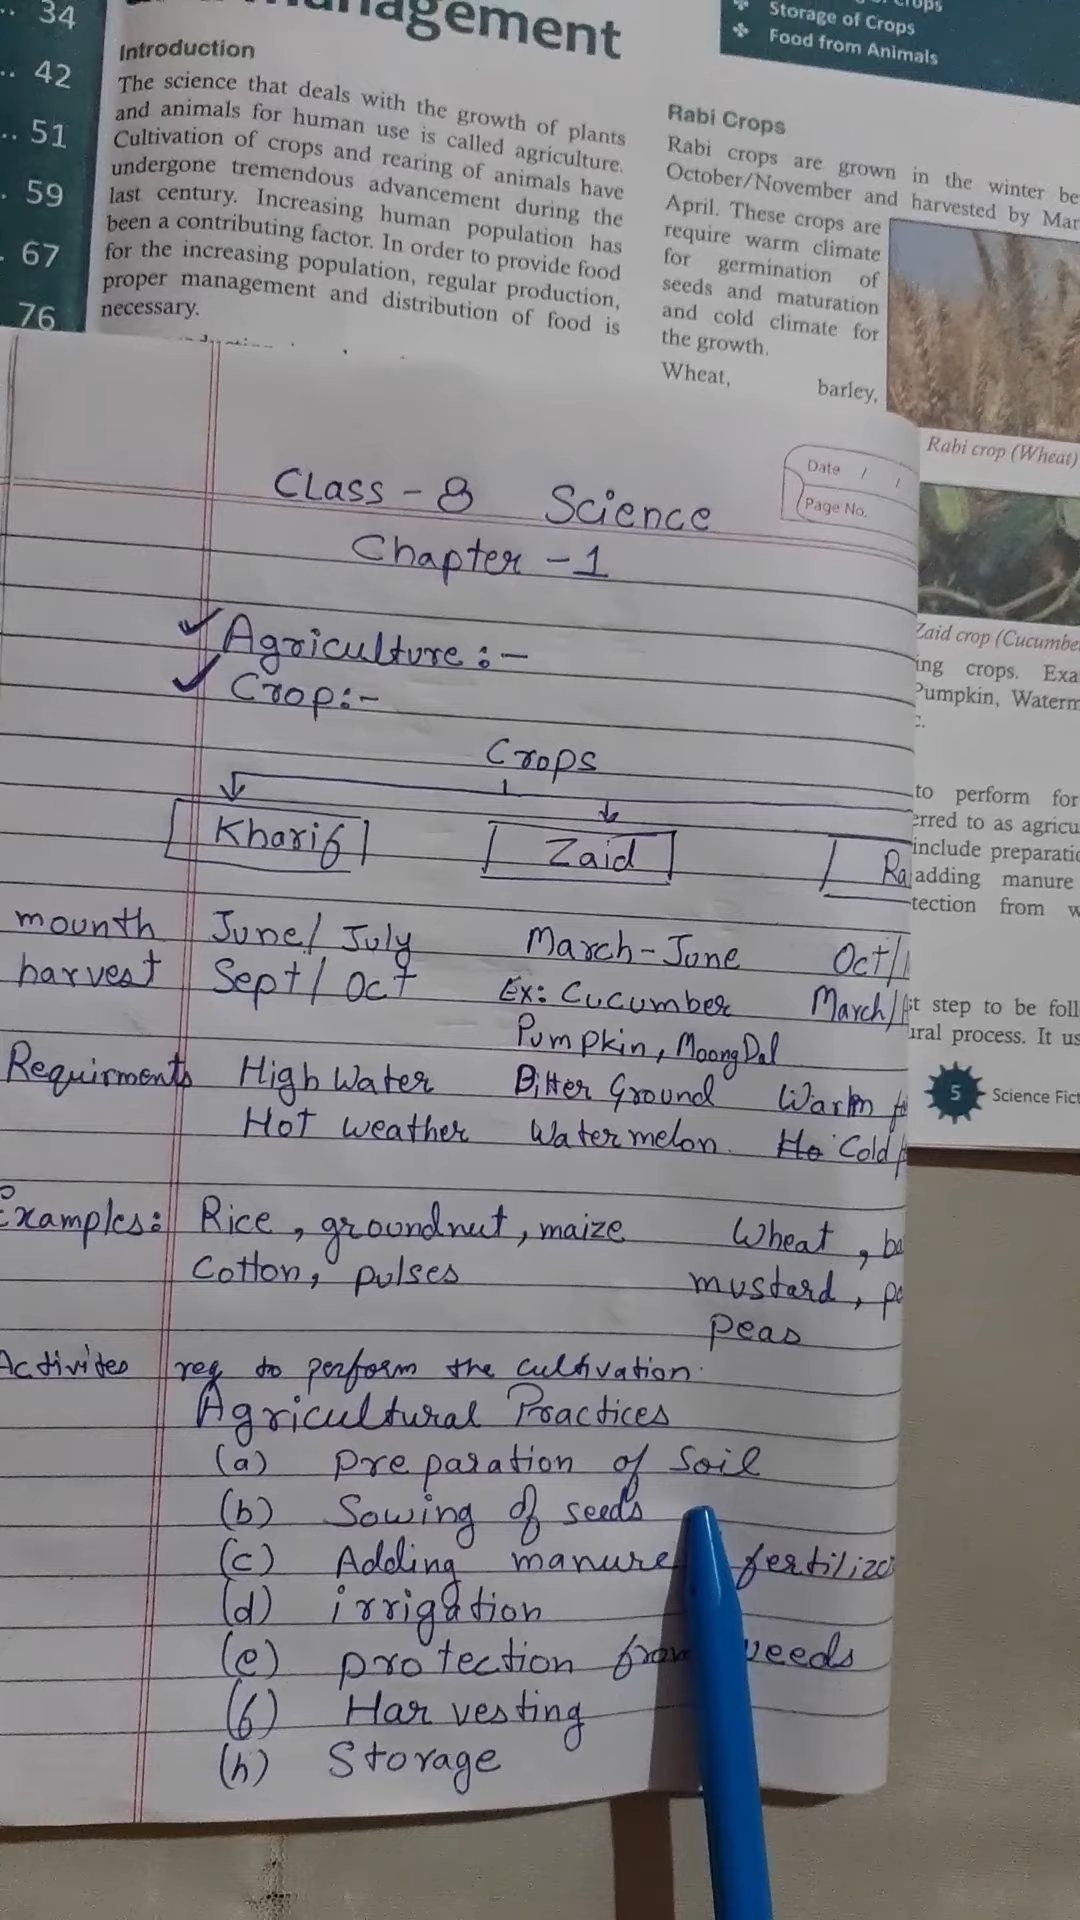 34
42
51
59
67
76
nagement
Introduction
The science that deals with the growth of plants
and animals for human use is called agriculture.
Cultivation of crops and rearing of animals have
undergone tremendous advancement during the
last century. Increasing human population has
been a contributing factor. In order to provide food
for the increasing population, regular production,
proper management and distribution of food is
necessary.
Storage of Crops
Food from Animals
Rabi Crops
Rabi crops are grown in the winter be
October/November and harvested by Mar
April. These crops are
require warm climate
for germination of
seeds and maturation
and cold climate for
the growth.
Wheat, barley,
Rabi crop (Wheat)
Zaid crop (Cucumbe
ing crops. Exa
Pumpkin, Waterm
c.
to perform for
erred to as agricu
include preparatio
adding manure
tection from w
st step to be foll
ural process. It us
5 Science Fict
Date / /
Page No.
CLass - 8 Science
Chapter - 1
Agriculture :-
Crop:-
Crops
Kharif Zaid Ra
mounth June/ July March-June Oct/
harvest Sept/ Oct Ex: Cucumber March/
Pumpkin, Moong Dal
Requirments High Water Bitter Ground Warm
Hot weather Watermelon. Cold
Examples: Rice, groundnut, maize Wheat, ba
Cotton, pulses mustard, po
peas
Activites req to perform the cultivation.
Agricultural Practices
(a) Preparation of Soil
(b) Sowing of seeds
(c) Adding manure fertilize
(d) irrigation
(e) protection from weeds
(f) Harvesting
(h) Storage